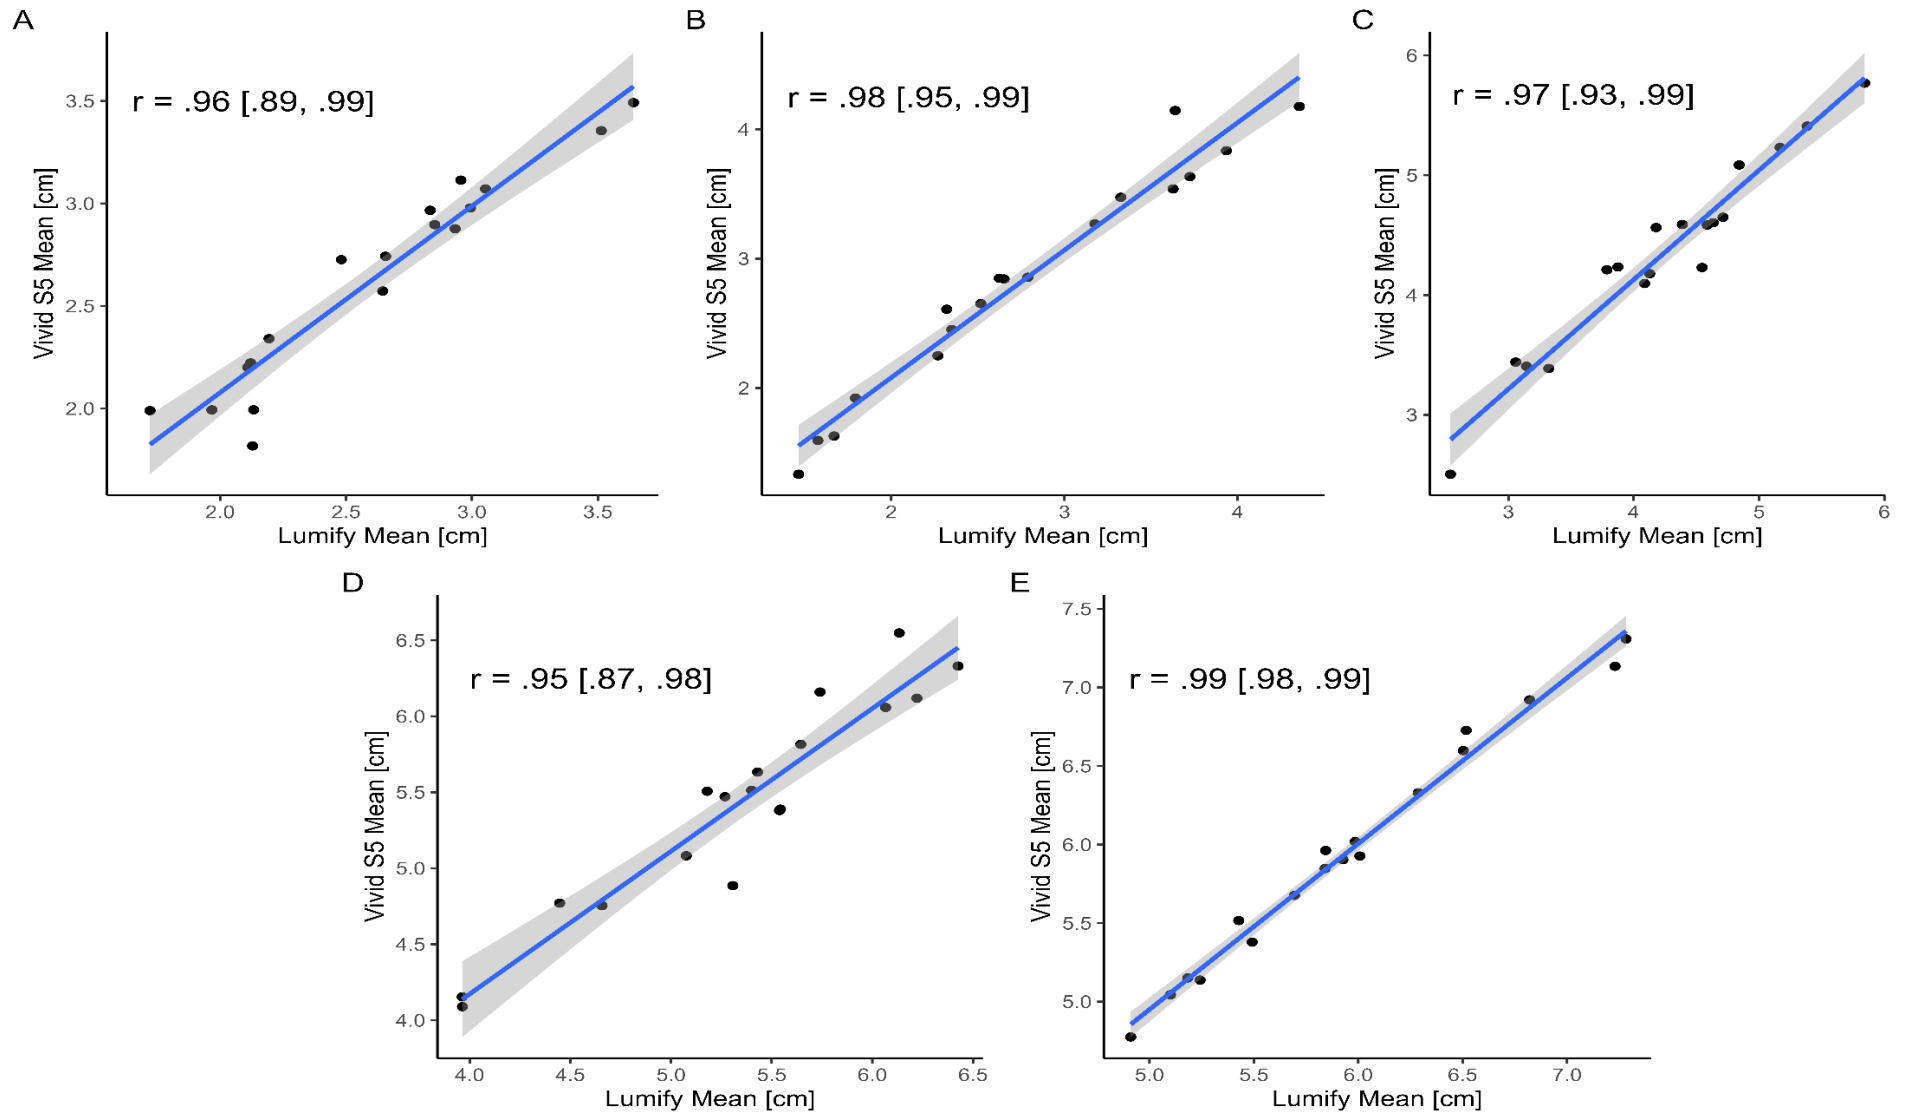 A
r = .96 [.89, .99]
Vivid S5 Mean [cm]
3.5
3.0
2.5
2.0
2.0 2.5 3.0 3.5
Lumify Mean [cm]
B
r = .98 [.95, .99]
Vivid S5 Mean [cm]
4
3
2
2 3 4
Lumify Mean [cm]
C
r = .97 [.93, .99]
Vivid S5 Mean [cm]
6
5
4
3
3 4 5 6
Lumify Mean [cm]
D
r = .95 [.87, .98]
Vivid S5 Mean [cm]
6.5
6.0
5.5
5.0
4.5
4.0
4.0 4.5 5.0 5.5 6.0 6.5
Lumify Mean [cm]
E
r = .99 [.98, .99]
Vivid S5 Mean [cm]
7.5
7.0
6.5
6.0
5.5
5.0
5.0 5.5 6.0 6.5 7.0
Lumify Mean [cm]